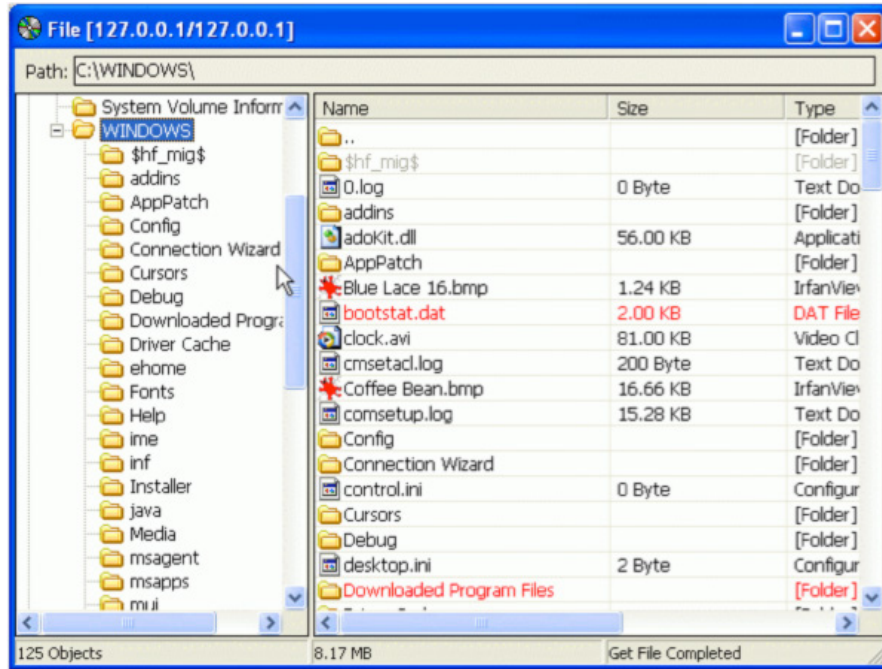 File [127.0.0.1/127.0.0.1]
Path: C:\WINDOWS\
System Volume Inform
WINDOWS
$hf_mig$
addins
AppPatch
Config
Connection Wizard
Cursors
Debug
Downloaded Progra
Driver Cache
ehome
Fonts
Help
ime
inf
Installer
java
Media
msagent
msapps
mui
Name Size Type
.. [Folder]
$hf_mig$ [Folder]
0.log 0 Byte Text Do
addins [Folder]
adoKit.dll 56.00 KB Applicati
AppPatch [Folder]
Blue Lace 16.bmp 1.24 KB IrfanView
bootstat.dat 2.00 KB DAT File
clock.avi 81.00 KB Video Cl
cmsetacl.log 200 Byte Text Do
Coffee Bean.bmp 16.66 KB IrfanView
comsetup.log 15.28 KB Text Do
Config [Folder]
Connection Wizard [Folder]
control.ini 0 Byte Configur
Cursors [Folder]
Debug [Folder]
desktop.ini 2 Byte Configur
Downloaded Program Files [Folder]
125 Objects 8.17 MB Get File Completed